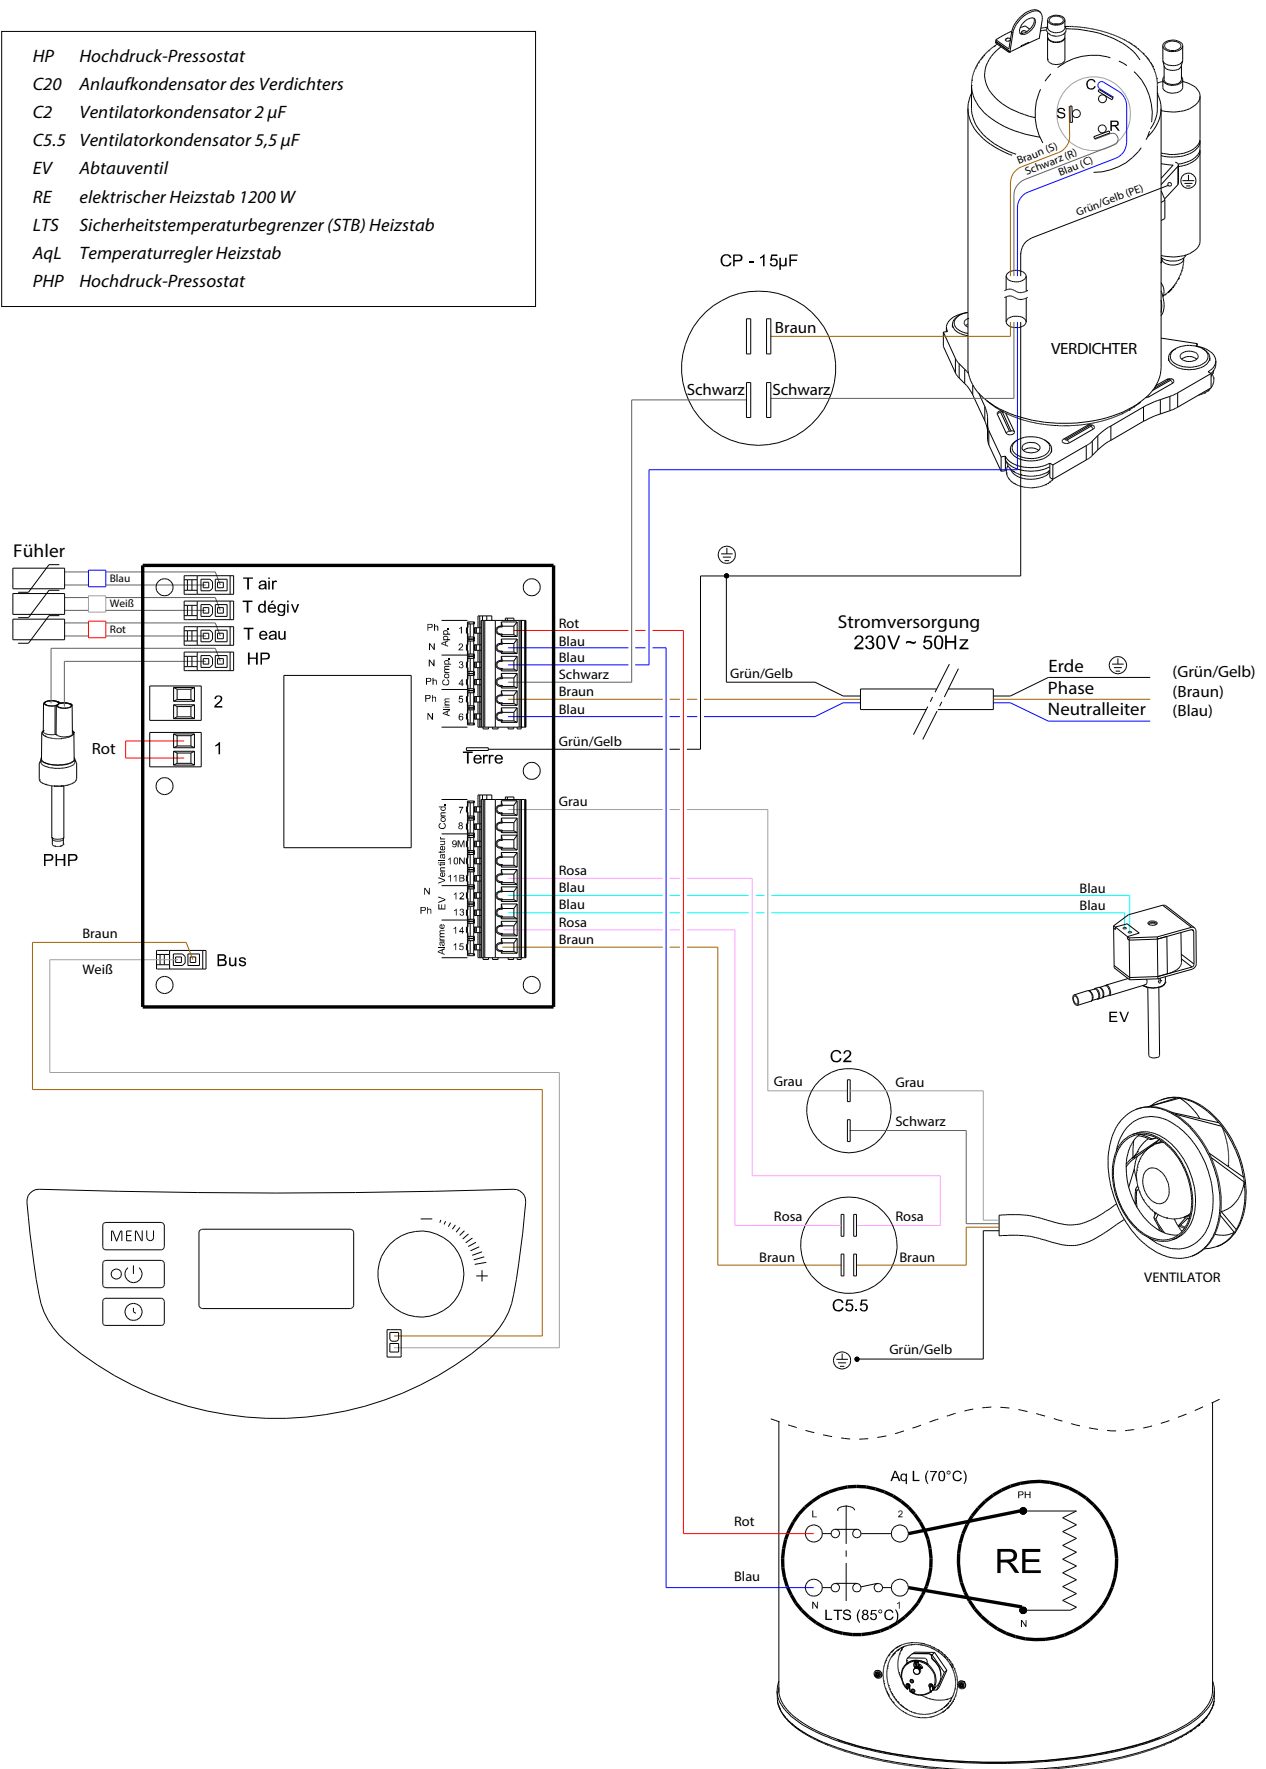 HP Hochdruck-Pressostat
C20 Anlaufkondensator des Verdichters
C2 Ventilatorkondensator 2 µF
C5.5 Ventilatorkondensator 5,5 µF
EV Abtauventil
RE elektrischer Heizstab 1200 W
LTS Sicherheitstemperaturbegrenzer (STB) Heizstab
AqL Temperaturregler Heizstab
PHP Hochdruck-Pressostat
C
S
R
Braun (S)
Schwarz (R)
Blau (C)
Grün/Gelb (PE)
CP - 15µF
Braun
Schwarz
Schwarz
VERDICHTER
Fühler
Blau
T air
Weiß
T dégiv
Rot
T eau
HP
2
Rot
1
PHP
Ph 1
N 2
App.
N 3
Ph 4
Comp.
Ph 5
N 6
Alim
Rot
Blau
Blau
Schwarz
Braun
Blau
Grün/Gelb
Terre
Stromversorgung
230V ~ 50Hz
Grün/Gelb
Erde (Grün/Gelb)
Phase (Braun)
Neutralleiter (Blau)
7
8
Cond.
9M
10N
11B
Ventilateur
N 12
Ph 13
EV
14
15
Alarme
Grau
Rosa
Blau
Blau
Rosa
Braun
Blau
Blau
EV
Braun
Weiß
Bus
C2
Grau
Grau
Schwarz
Rosa
Rosa
Braun
Braun
C5.5
VENTILATOR
Grün/Gelb
MENU
−
+
Aq L (70°C)
PH
L
2
Rot
RE
Blau
N
1
LTS (85°C)
N